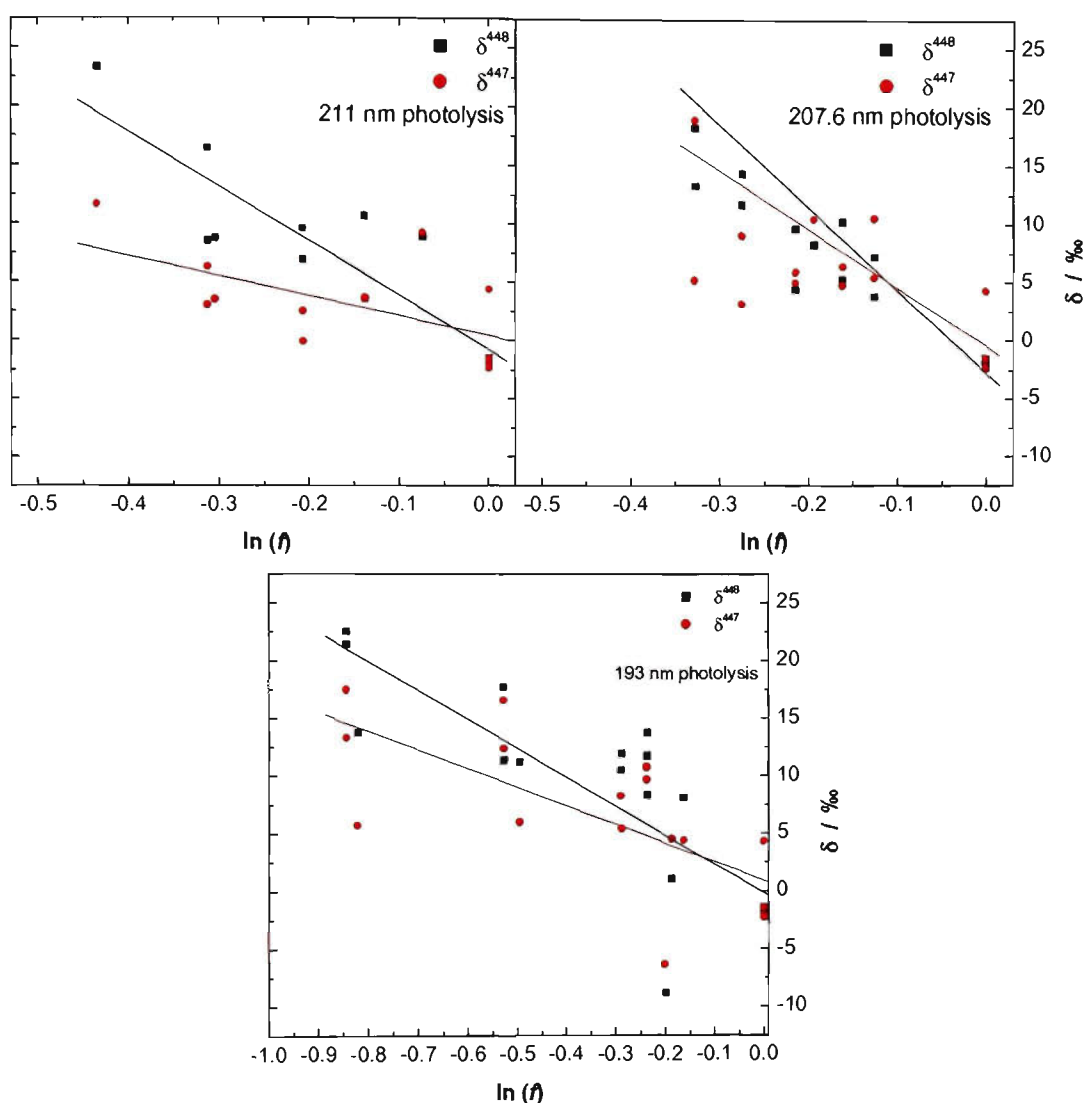 δ⁴⁴⁸
δ⁴⁴⁷
211 nm photolysis
-0.5 -0.4 -0.3 -0.2 -0.1 0.0
ln (f)
δ⁴⁴⁸
δ⁴⁴⁷
207.6 nm photolysis
25
20
15
10
5
0
-5
-10
δ / ‰
-0.5 -0.4 -0.3 -0.2 -0.1 0.0
ln (f)
δ⁴⁴⁸
δ⁴⁴⁷
193 nm photolysis
25
20
15
10
5
0
-5
-10
δ / ‰
-1.0 -0.9 -0.8 -0.7 -0.6 -0.5 -0.4 -0.3 -0.2 -0.1 0.0
ln (f)